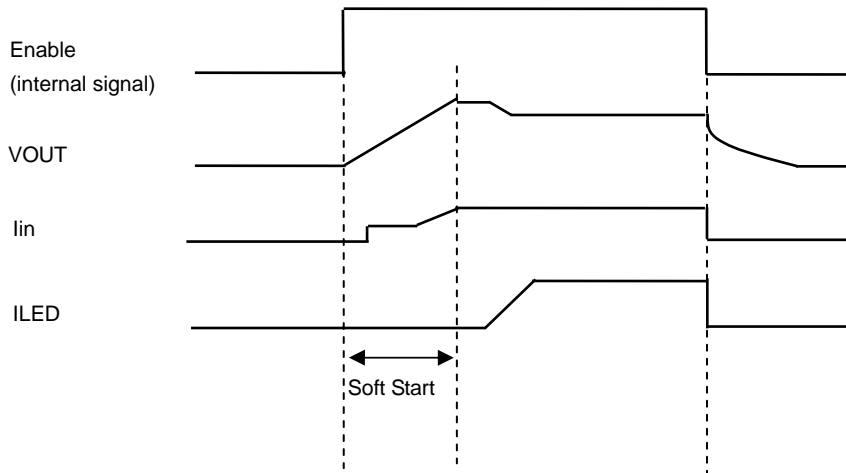 Enable
(internal signal)
VOUT
Iin
ILED
Soft Start